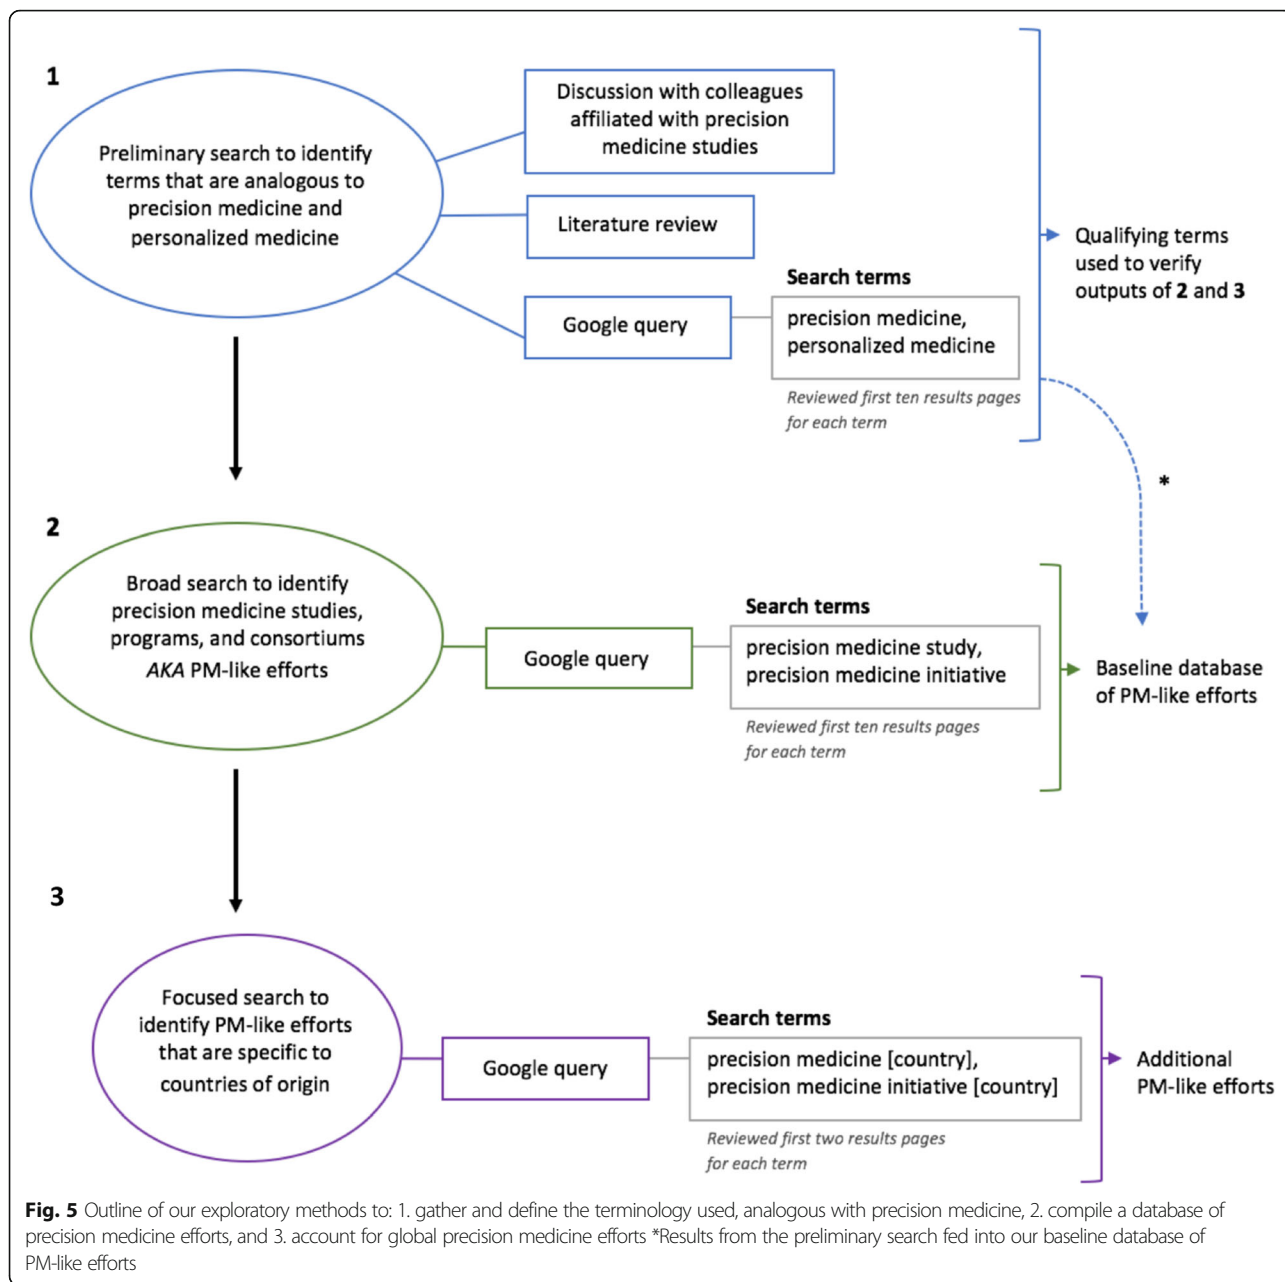 1
Preliminary search to identify
terms that are analogous to
precision medicine and
personalized medicine
Discussion with colleagues
affiliated with precision
medicine studies
Literature review
Google query
Search terms
precision medicine,
personalized medicine
Reviewed first ten results pages
for each term
Qualifying terms
used to verify
outputs of 2 and 3
*
2
Broad search to identify
precision medicine studies,
programs, and consortiums
AKA PM-like efforts
Google query
Search terms
precision medicine study,
precision medicine initiative
Reviewed first ten results pages
for each term
Baseline database
of PM-like efforts
3
Focused search to
identify PM-like efforts
that are specific to
countries of origin
Google query
Search terms
precision medicine [country],
precision medicine initiative [country]
Reviewed first two results pages
for each term
Additional
PM-like efforts
Fig. 5 Outline of our exploratory methods to: 1. gather and define the terminology used, analogous with precision medicine, 2. compile a database of
precision medicine efforts, and 3. account for global precision medicine efforts *Results from the preliminary search fed into our baseline database of
PM-like efforts